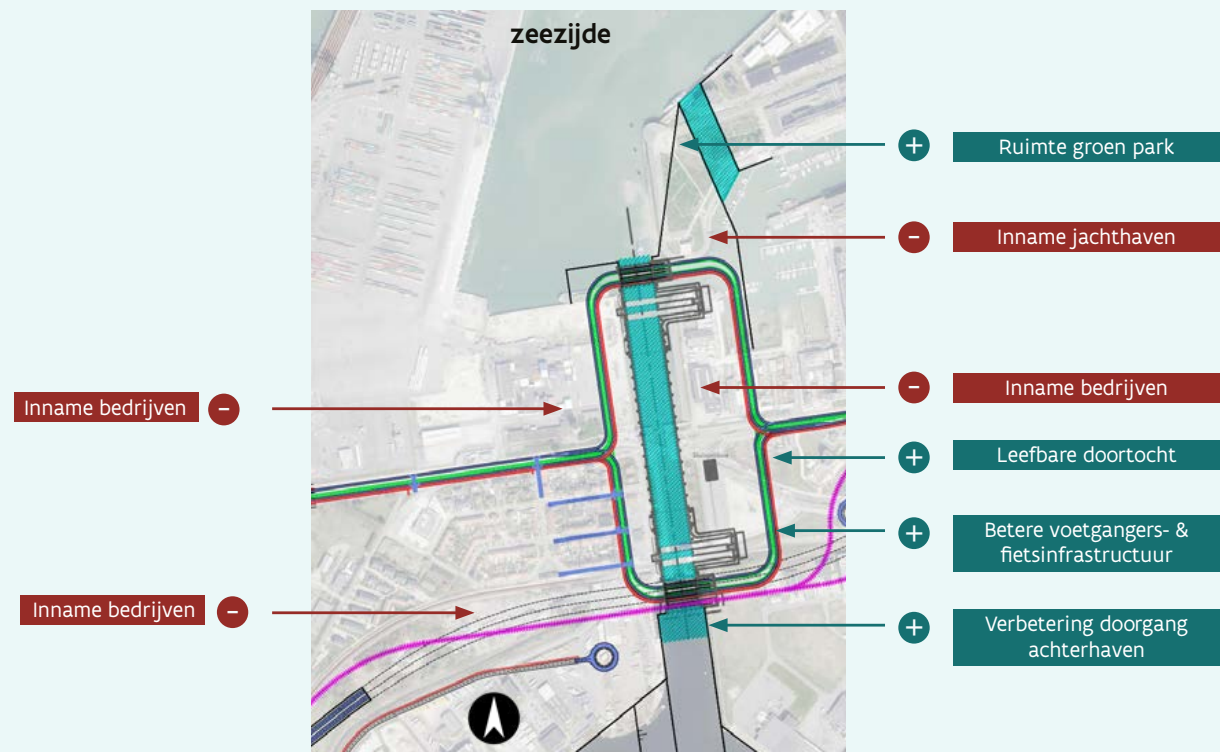 zeezijde
+ Ruimte groen park
- Inname jachthaven
- Inname bedrijven
Inname bedrijven -
+ Leefbare doortocht
+ Betere voetgangers- &
fietsinfrastructuur
Inname bedrijven -
+ Verbetering doorgang
achterhaven